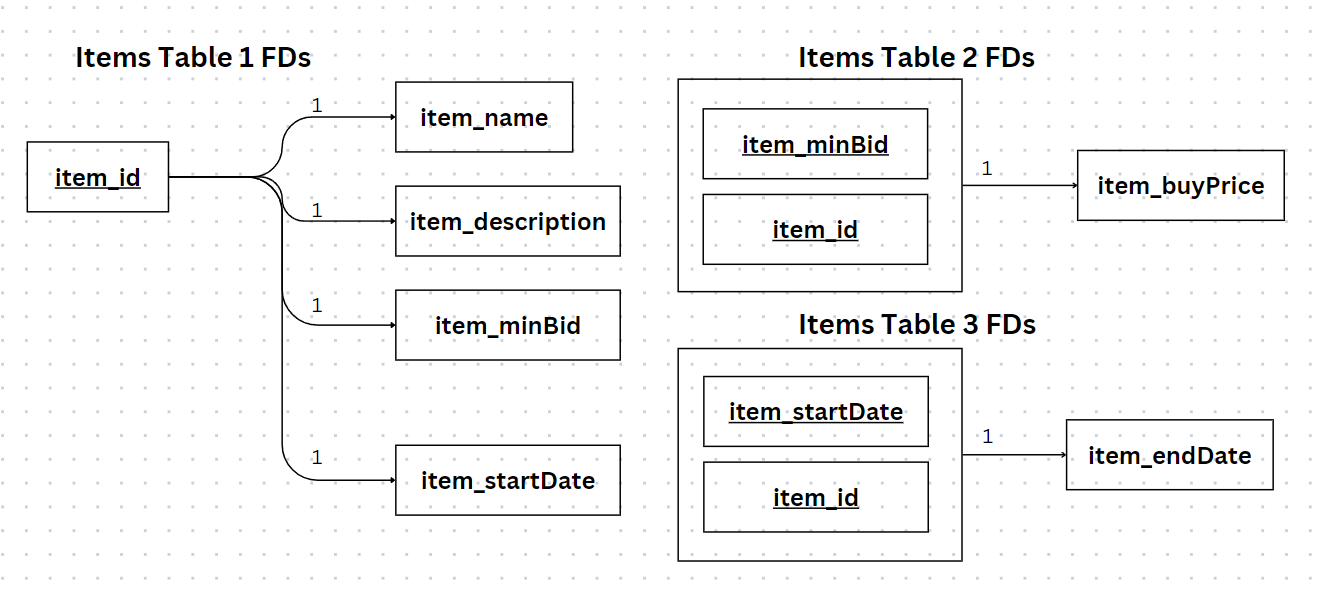 Items Table 1 FDs
item_id
1
item_name
1
item_description
1
item_minBid
1
item_startDate
Items Table 2 FDs
item_minBid
item_id
1
item_buyPrice
Items Table 3 FDs
item_startDate
item_id
1
item_endDate